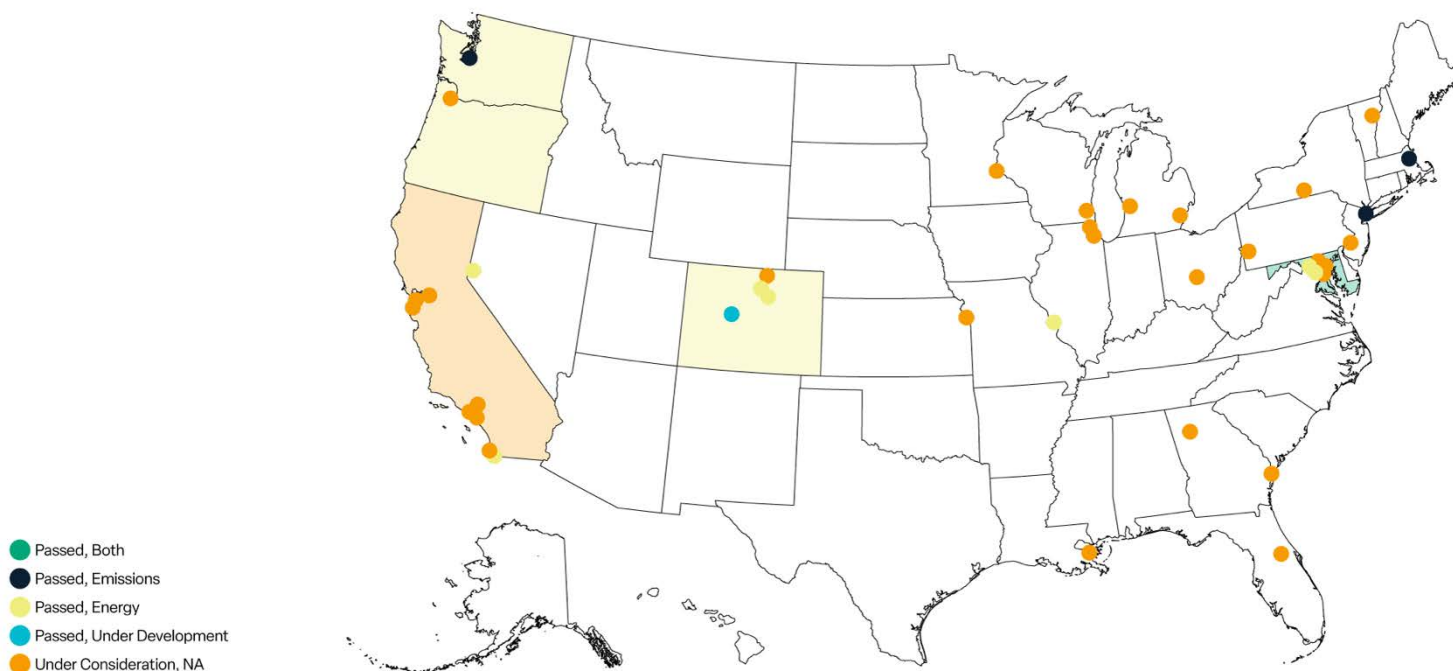 Passed, Both
Passed, Emissions
Passed, Energy
Passed, Under Development
Under Consideration, NA